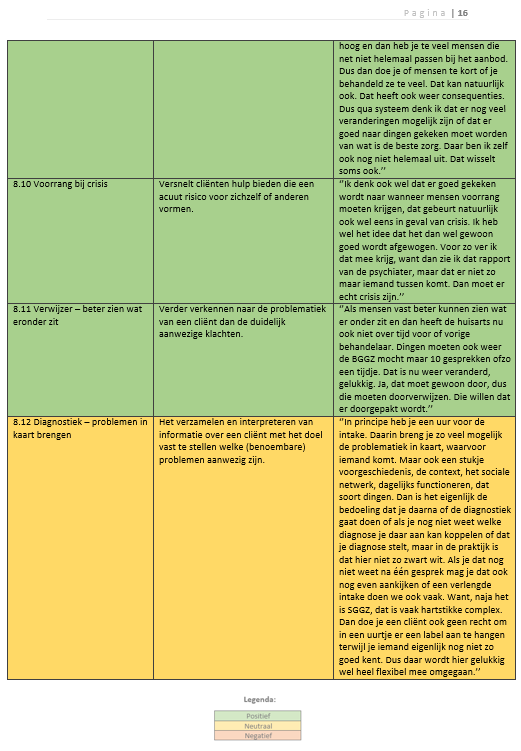 Pagina | 16
hoog en dan heb je te veel mensen die
net niet helemaal passen bij het aanbod.
Dus dan doe je of mensen te kort of je
behandeld ze te veel. Dat kan natuurlijk
ook. Dat heeft ook weer consequenties.
Dus qua systeem denk ik dat er nog veel
veranderingen mogelijk zijn of dat er
goed naar dingen gekeken moet worden
van wat is de beste zorg. Daar ben ik zelf
ook nog niet helemaal uit. Dat wisselt
soms ook.’’
8.10 Voorrang bij crisis
Versnelt cliënten hulp bieden die een
acuut risico voor zichzelf of anderen
vormen.
‘’Ik denk ook wel dat er goed gekeken
wordt naar wanneer mensen voorrang
moeten krijgen, dat gebeurt natuurlijk
ook wel eens in geval van crisis. Ik heb
wel het idee dat het dan wel gewoon
goed wordt afgewogen. Voor zo ver ik
dat mee krijg, want dan zie ik dat rapport
van de psychiater, maar dat er niet zo
maar iemand tussen komt. Dan moet er
echt crisis zijn.’’
8.11 Verwijzer – beter zien wat
eronder zit
Verder verkennen naar de problematiek
van een cliënt dan de duidelijk
aanwezige klachten.
‘’Als mensen vast beter kunnen zien wat
er onder zit en dan heeft de huisarts nu
ook niet over tijd voor of vorige
behandelaar. Dingen moeten ook weer
de BGGZ mocht maar 10 gesprekken ofzo
een tijdje. Dat is nu weer veranderd,
gelukkig. Ja, dat moet gewoon door, dus
die moeten doorverwijzen. Die willen dat
er doorgepakt wordt.’’
8.12 Diagnostiek – problemen in
kaart brengen
Het verzamelen en interpreteren van
informatie over een cliënt met het doel
vast te stellen welke (benoembare)
problemen aanwezig zijn.
‘’In principe heb je een uur voor de
intake. Daarin breng je zo veel mogelijk
de problematiek in kaart, waarvoor
iemand komt. Maar ook een stukje
voorgeschiedenis, de context, het sociale
netwerk, dagelijks functioneren, dat
soort dingen. Dan is het eigenlijk de
bedoeling dat je daarna of de diagnostiek
gaat doen of als je nog niet weet welke
diagnose je daar aan kan koppelen of dat
je diagnose stelt, maar in de praktijk is
dat hier niet zo zwart wit. Als je dat nog
niet weet na één gesprek mag je dat ook
nog even aankijken of een verlengde
intake doen we ook vaak. Want, naja het
is SGGZ, dat is vaak hartstikke complex.
Dan doe je een cliënt ook geen recht om
in een uurtje er een label aan te hangen
terwijl je iemand eigenlijk nog niet zo
goed kent. Dus daar wordt hier gelukkig
wel heel flexibel mee omgegaan.’’
Legenda:
Positief
Neutraal
Negatief